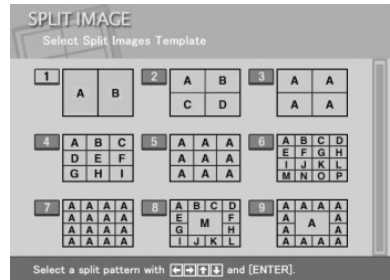 SPLIT IMAGE
Select Split Images Template
1
A B
2
A B
C D
3
A A
A A
4
A B C
D E F
G H I
5
A A A
A A A
A A A
6
A B C D
E F G H
I J K L
M N O P
7
A A A A
A A A A
A A A A
A A A A
8
A B C D
E F
M
G H
I J K L
9
A A A A
A A
A
A A
A A A A
Select a split pattern with ←→↑↓ and [ENTER].